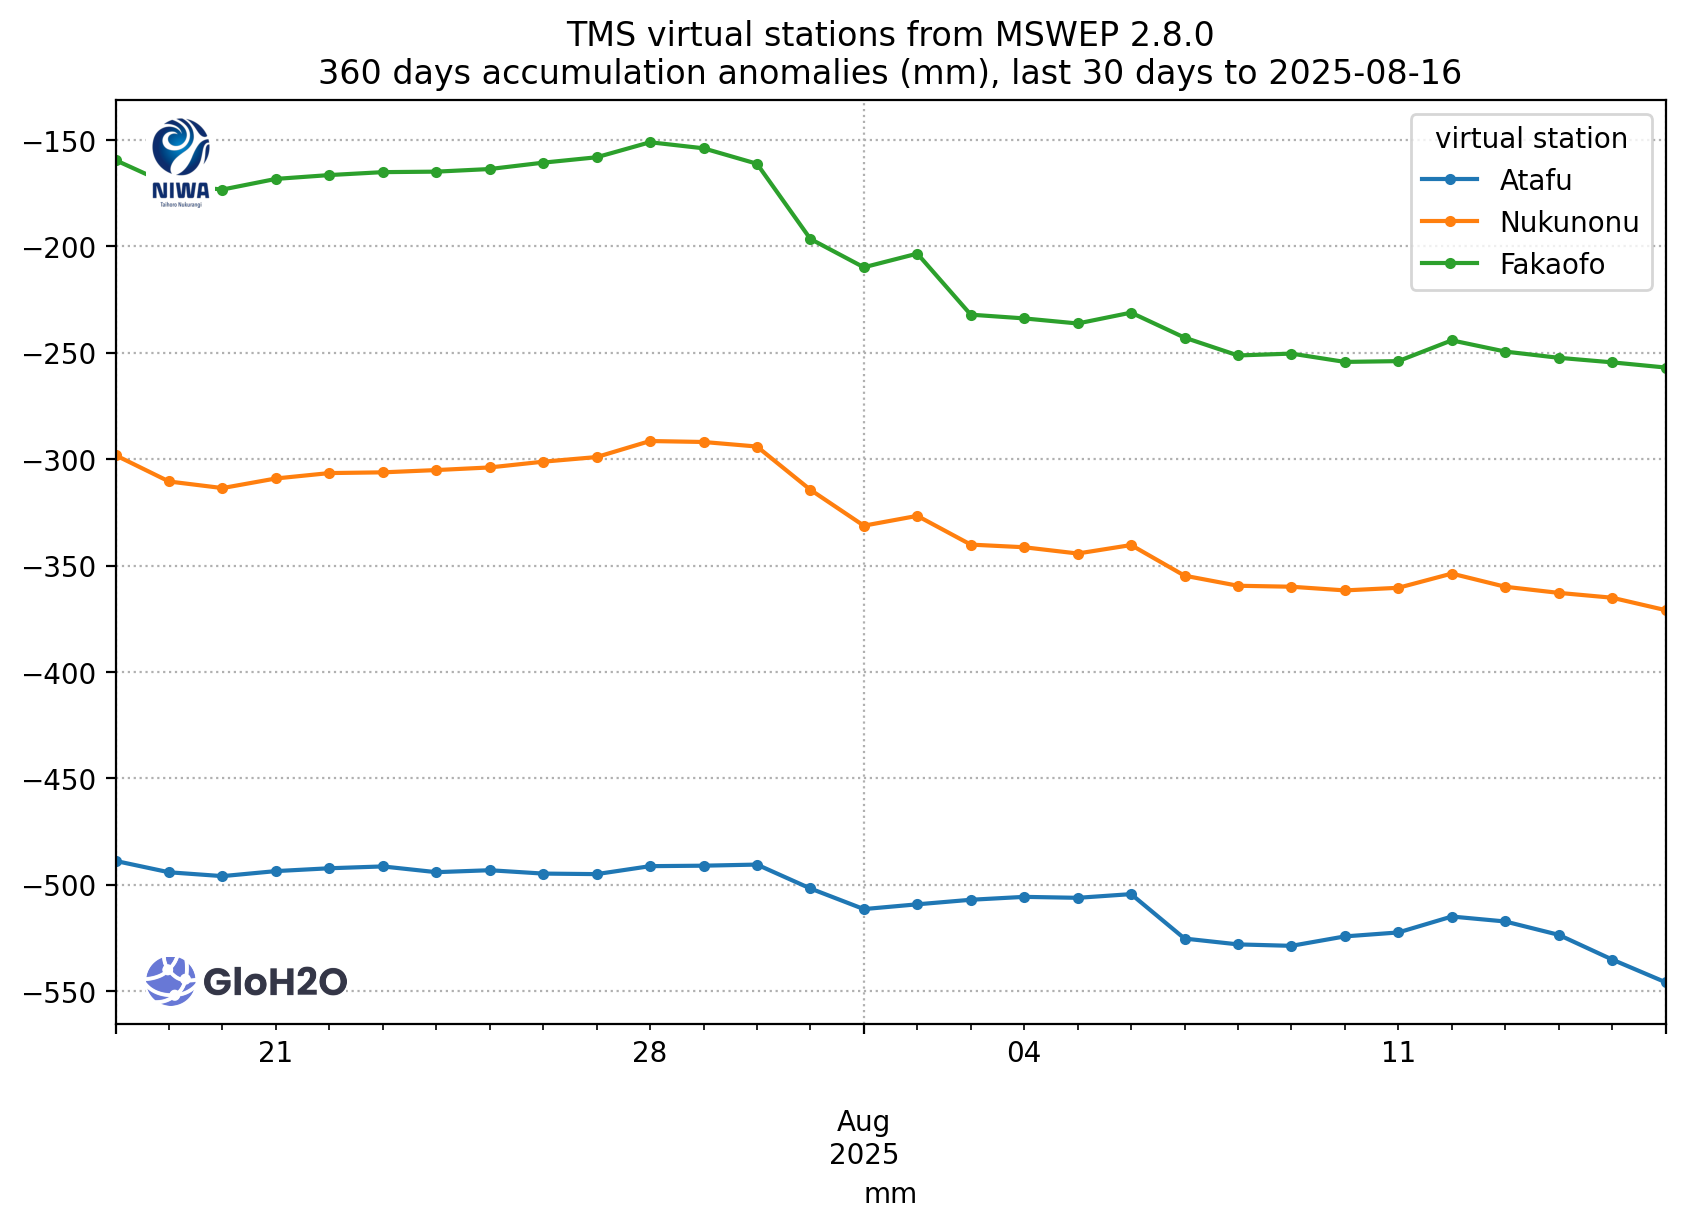 TMS virtual stations from MSWEP 2.8.0
360 days accumulation anomalies (mm), last 30 days to 2025-08-16
−150
−200
−250
−300
−350
−400
−450
−500
−550
NIWA
Taihoro Nukurangi
virtual station
Atafu
Nukunonu
Fakaofo
GloH2O
21
28
04
11
Aug
2025
mm